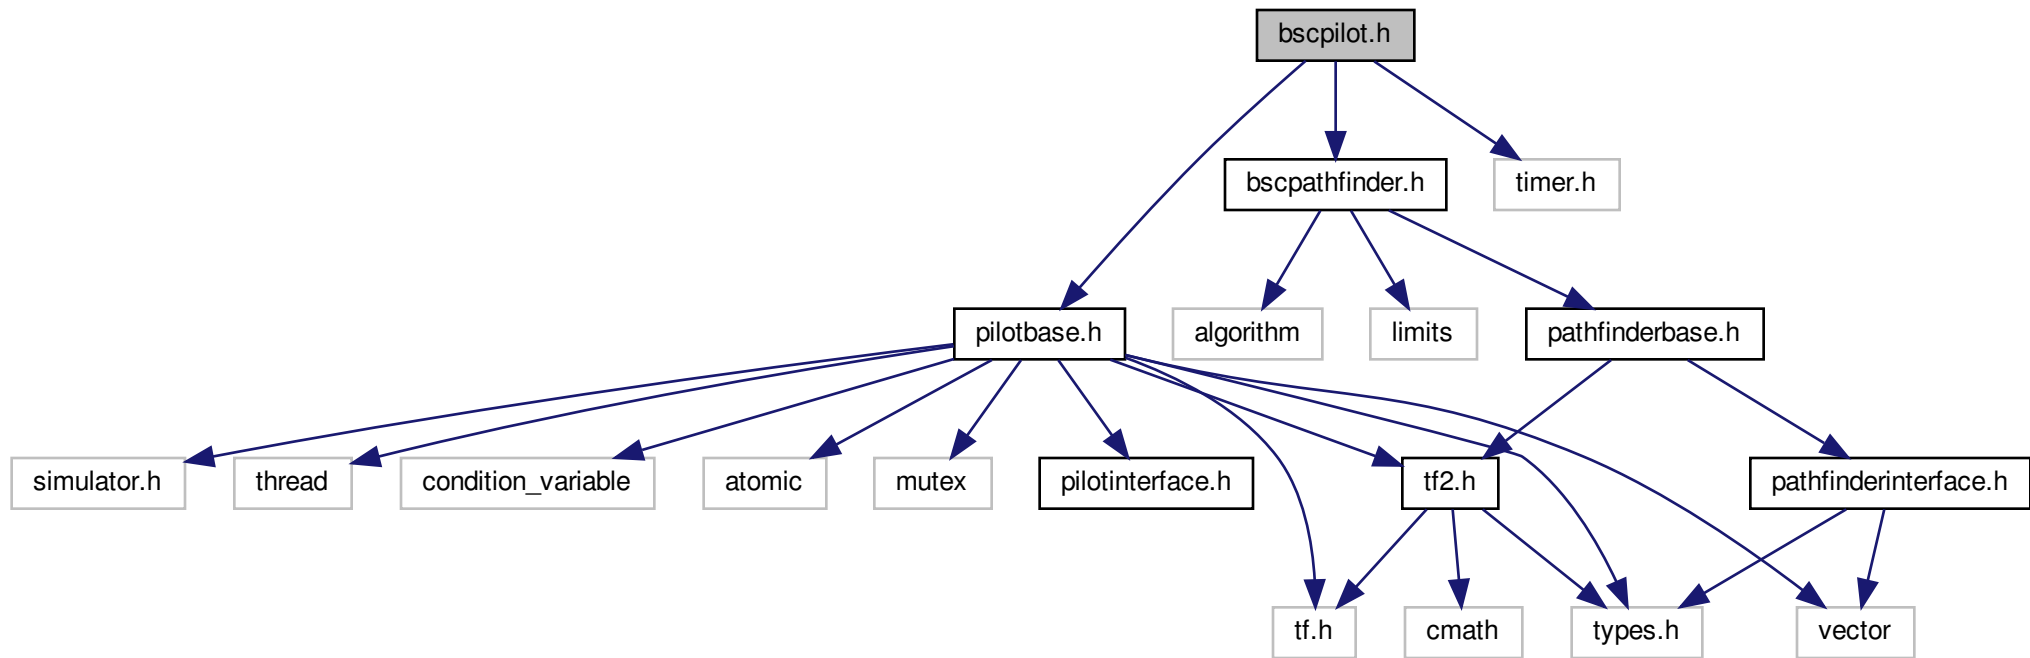 bscpilot.h
bscpathfinder.h
timer.h
pilotbase.h
algorithm
limits
pathfinderbase.h
simulator.h
thread
condition_variable
atomic
mutex
pilotinterface.h
tf2.h
pathfinderinterface.h
tf.h
cmath
types.h
vector